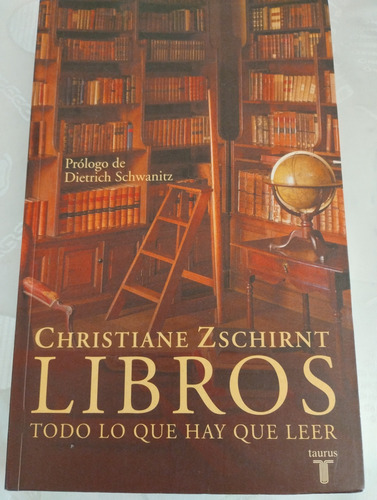 Prólogo de
Dietrich Schwanitz
CHRISTIANE ZSCHIRNT
LIBROS
TODO LO QUE HAY QUE LEER
taurus